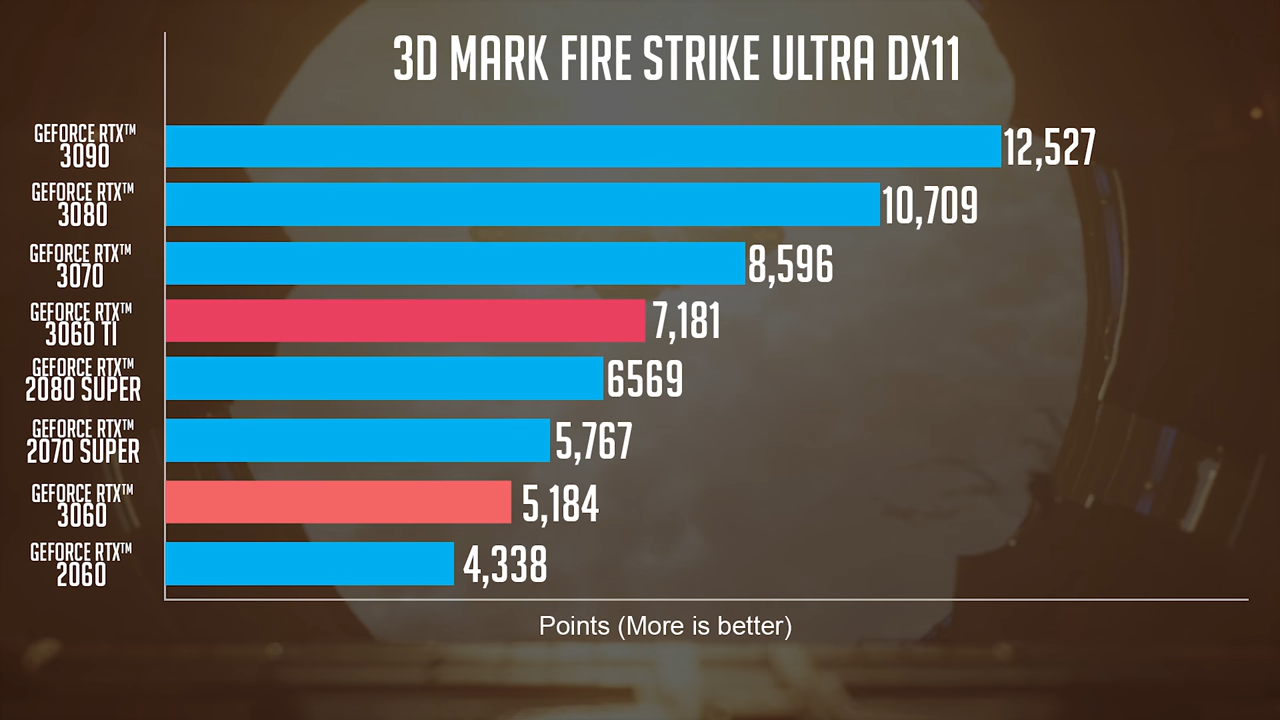 3D MARK FIRE STRIKE ULTRA DX11
GEFORCE RTX™
3090
12,527
GEFORCE RTX™
3080
10,709
GEFORCE RTX™
3070
8,596
GEFORCE RTX™
3060 TI
7,181
GEFORCE RTX™
2080 SUPER
6569
GEFORCE RTX™
2070 SUPER
5,767
GEFORCE RTX™
3060
5,184
GEFORCE RTX™
2060
4,338
Points (More is better)